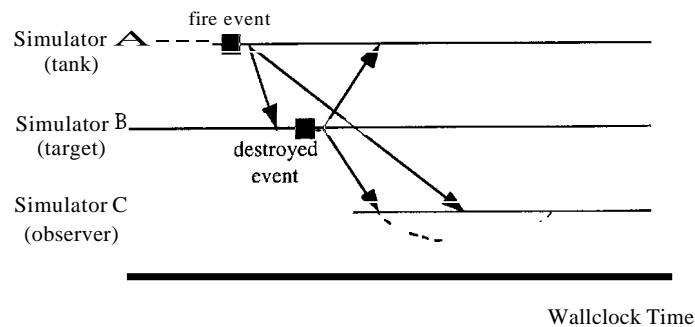 fire event
Simulator A
(tank)
Simulator B
(target)
destroyed
event
Simulator C
(observer)
Wallclock Time